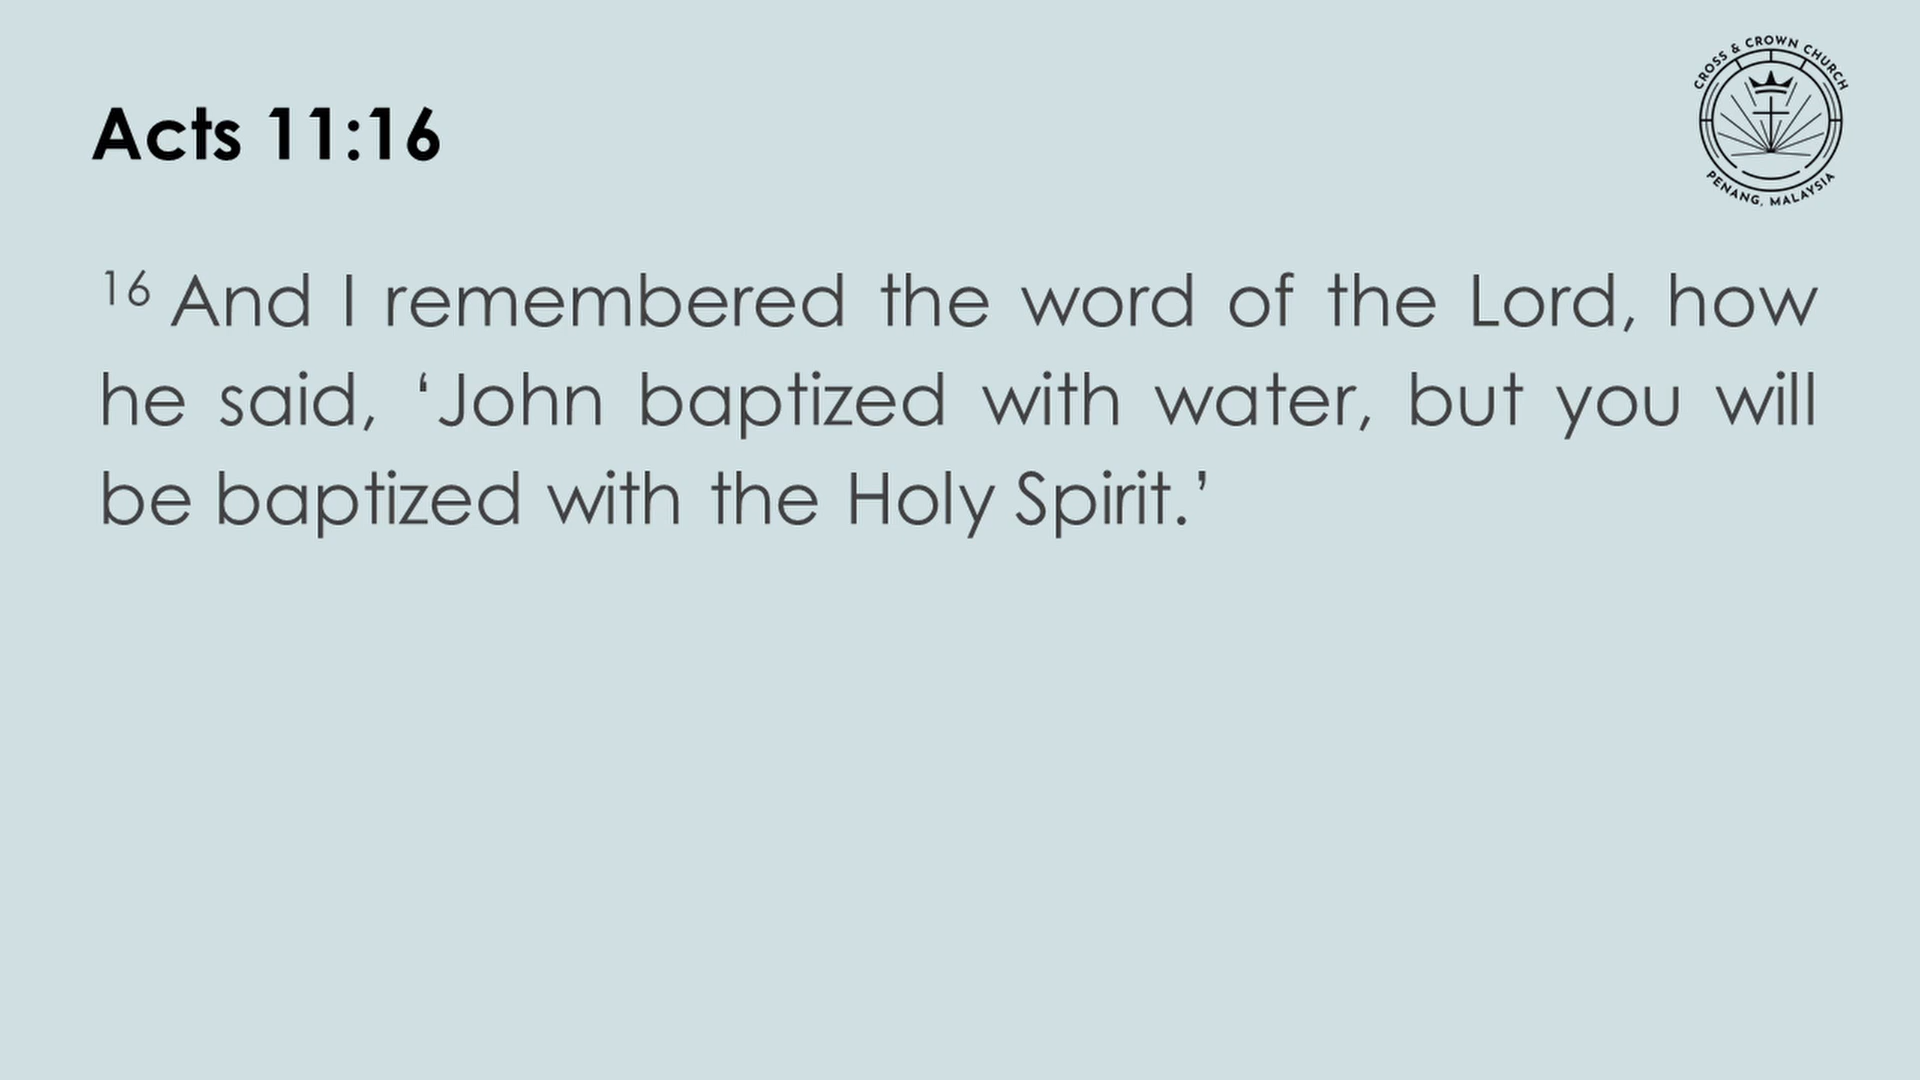 CROSS & CROWN CHURCH
PENANG, MALAYSIA
Acts 11:16
16 And I remembered the word of the Lord, how
he said, ‘John baptized with water, but you will
be baptized with the Holy Spirit.’